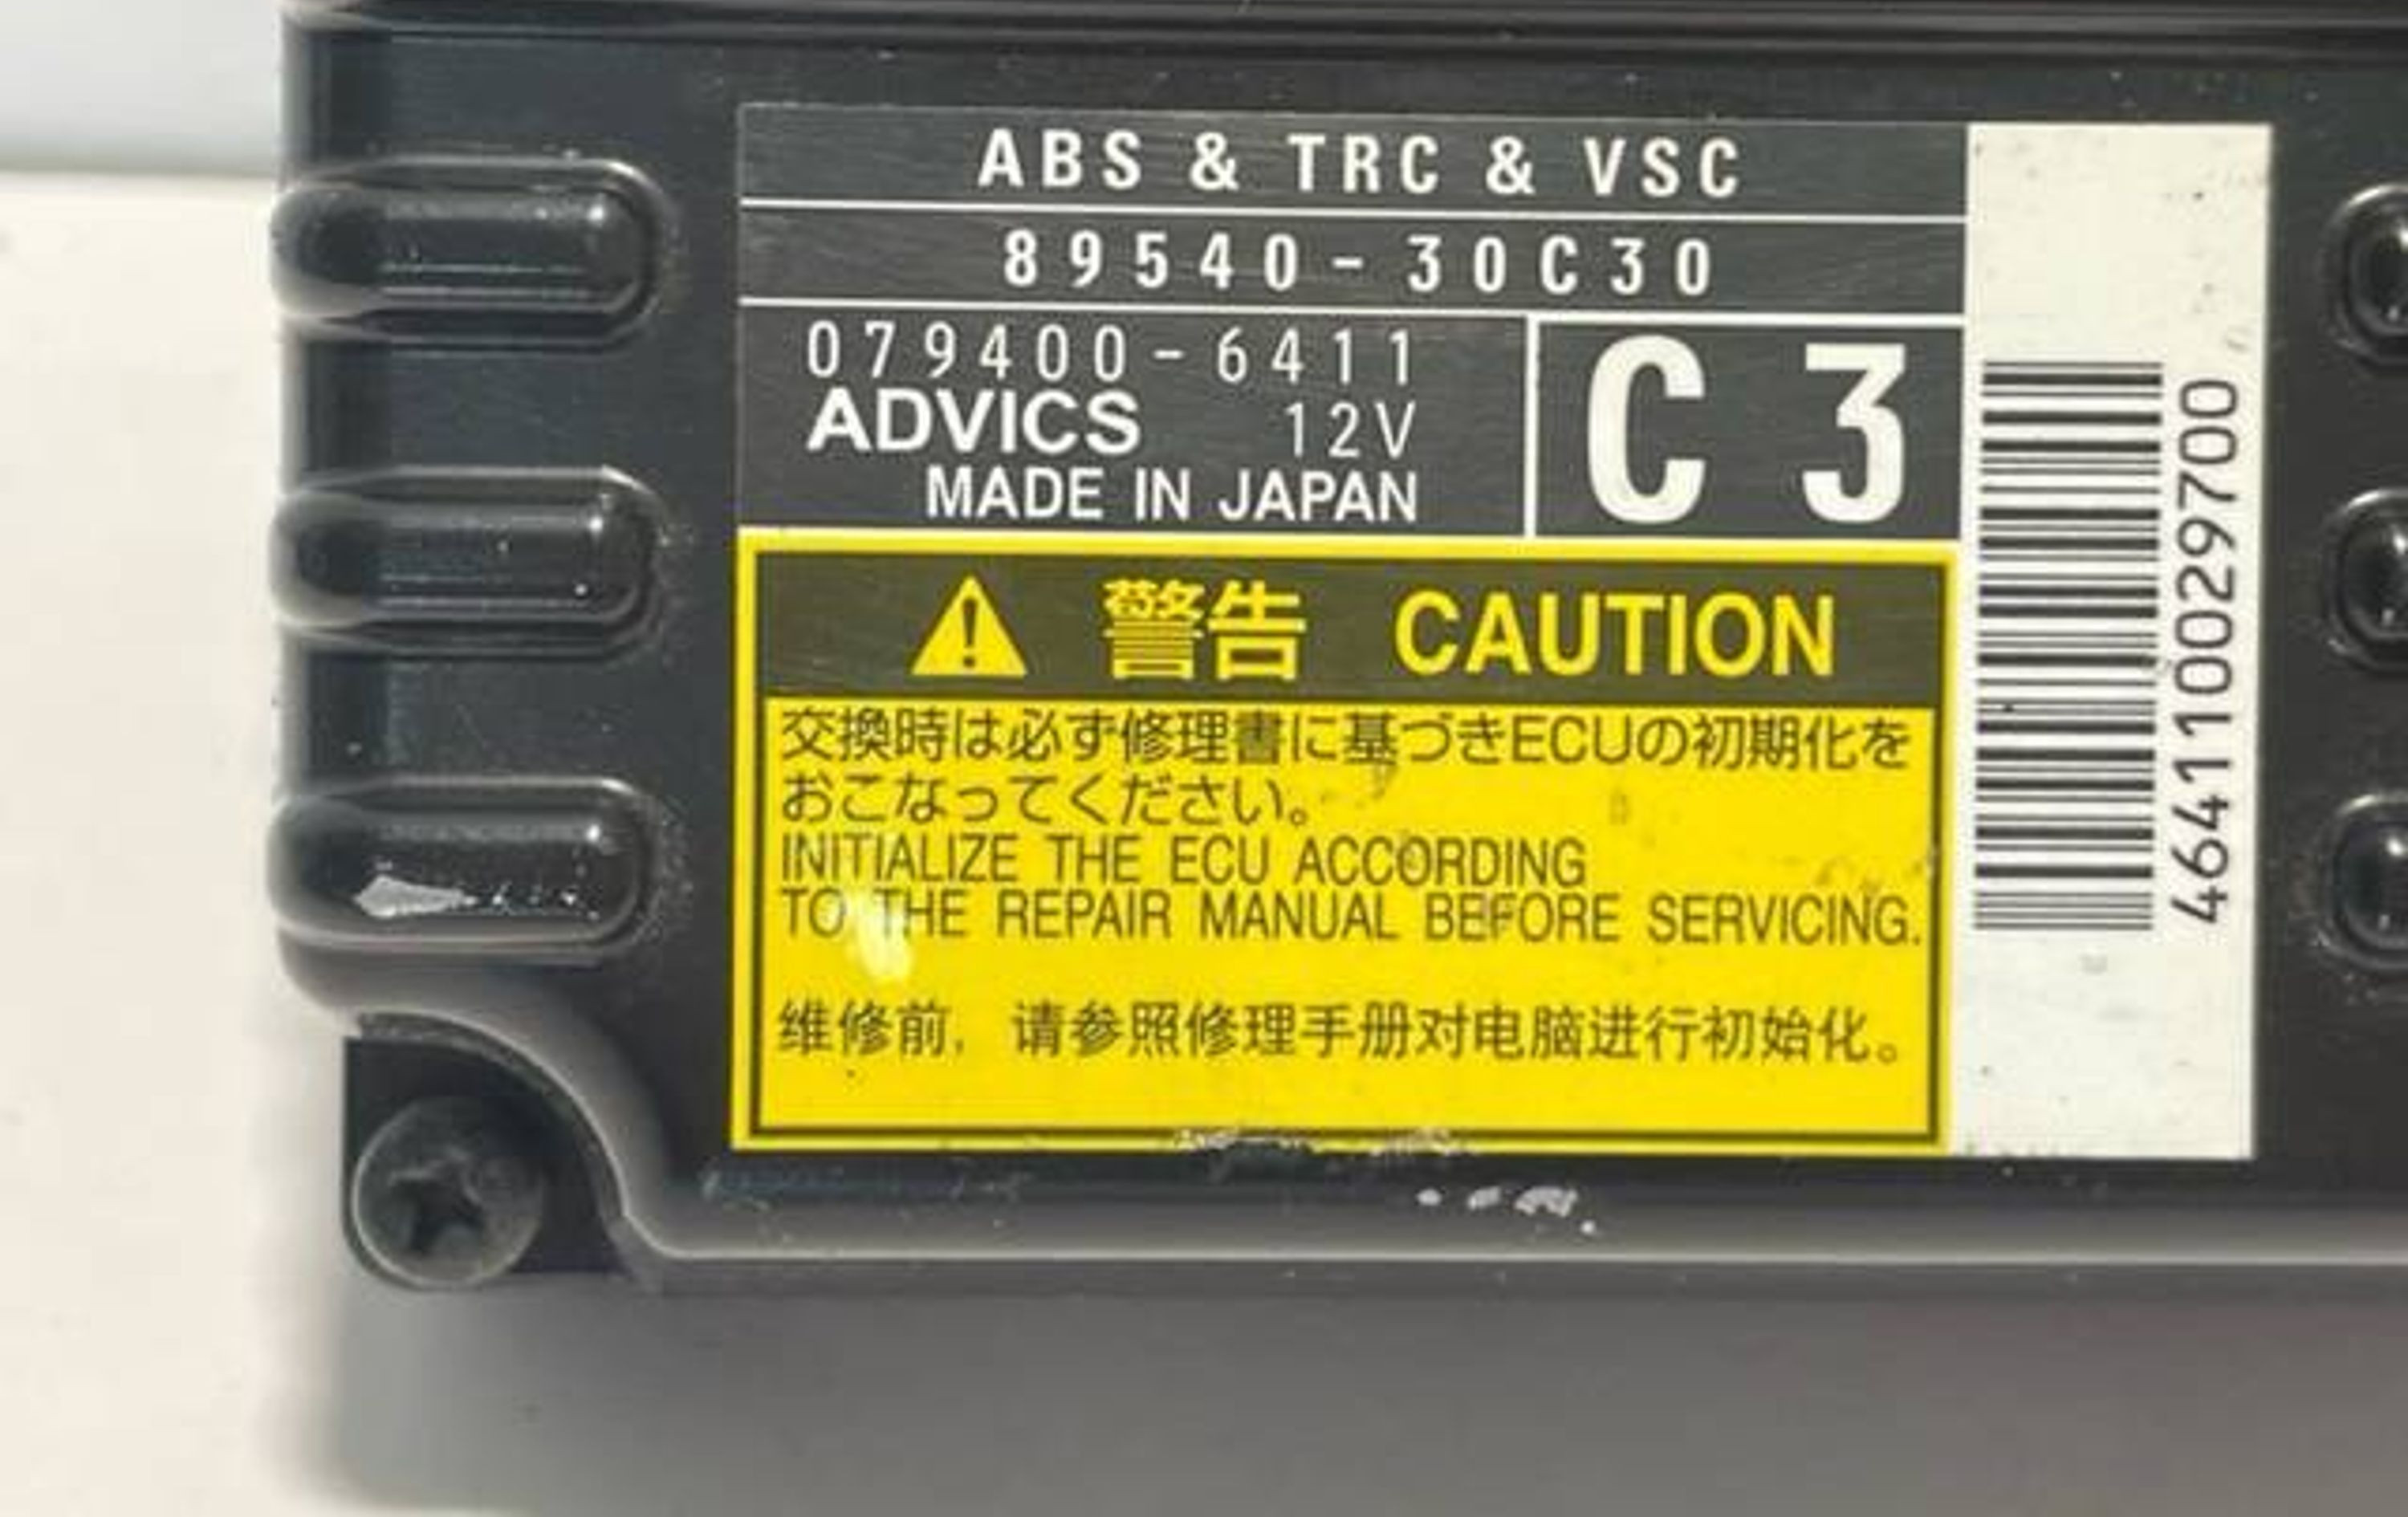 ABS & TRC & VSC
89540-30C30
079400-6411
ADVICS 12V
MADE IN JAPAN
C3
464110029700
警告 CAUTION
交換時は必ず修理書に基づきECUの初期化を
おこなってください。
INITIALIZE THE ECU ACCORDING
TO THE REPAIR MANUAL BEFORE SERVICING.
维修前，请参照修理手册对电脑进行初始化。